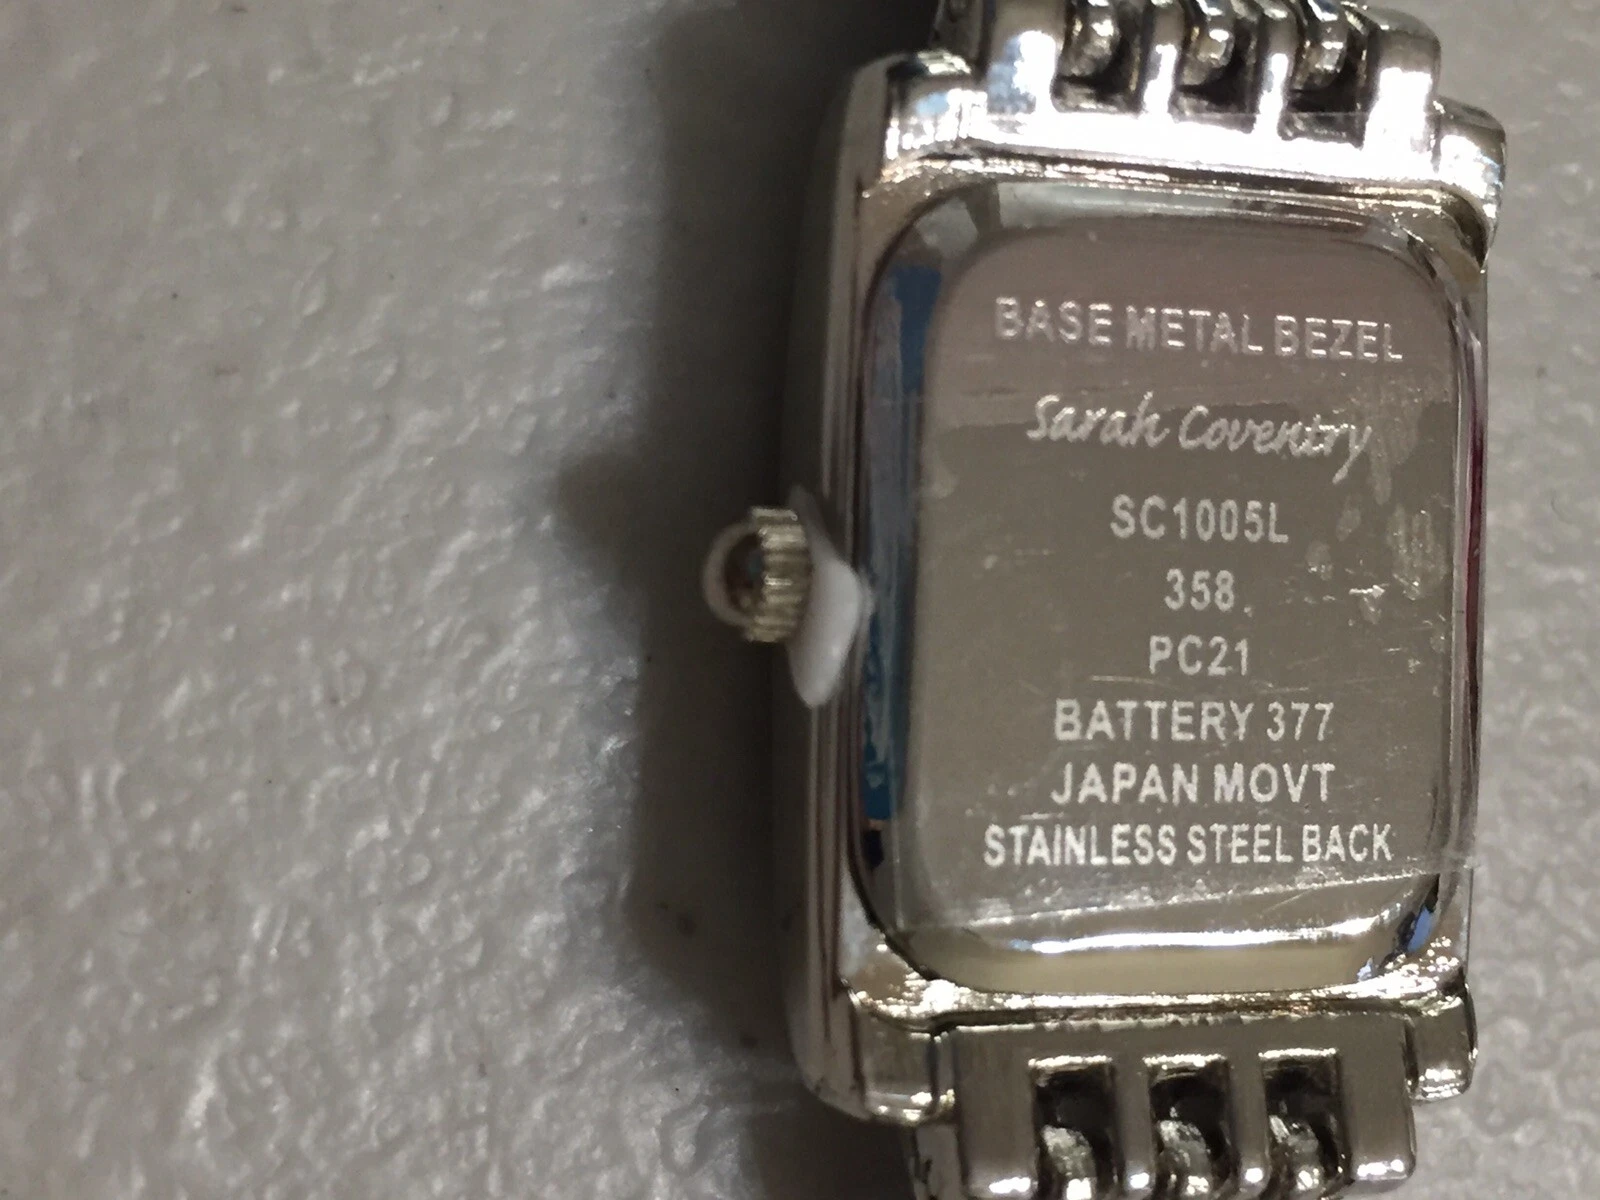 BASE METAL BEZEL
Sarah Coventry
SC1005L
358
PC21
BATTERY 377
JAPAN MOVT
STAINLESS STEEL BACK